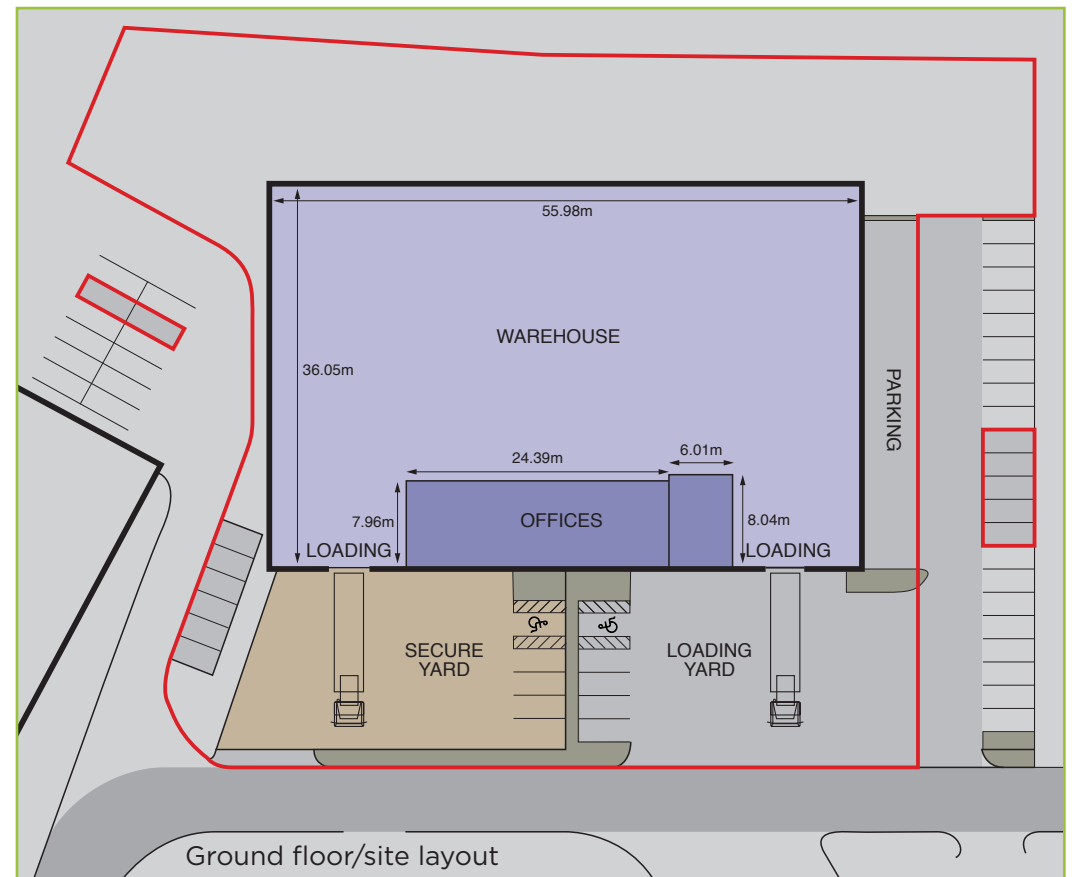 55.98m
WAREHOUSE
36.05m
PARKING
24.39m
6.01m
7.96m
OFFICES
8.04m
LOADING
LOADING
SECURE
YARD
LOADING
YARD
Ground floor/site layout